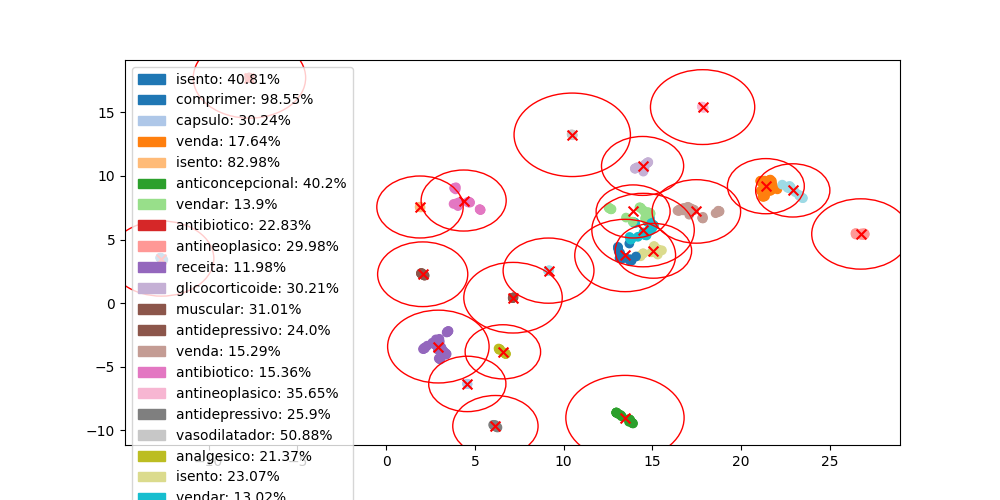 isento: 40.81%
comprimer: 98.55%
capsulo: 30.24%
venda: 17.64%
isento: 82.98%
anticoncepcional: 40.2%
vendar: 13.9%
antibiotico: 22.83%
antineoplasico: 29.98%
receita: 11.98%
glicocorticoide: 30.21%
muscular: 31.01%
antidepressivo: 24.0%
venda: 15.29%
antibiotico: 15.36%
antineoplasico: 35.65%
antidepressivo: 25.9%
vasodilatador: 50.88%
analgesico: 21.37%
isento: 23.07%
vendar: 13.02%
15
10
5
0
−5
−10
−10 −5 0 5 10 15 20 25